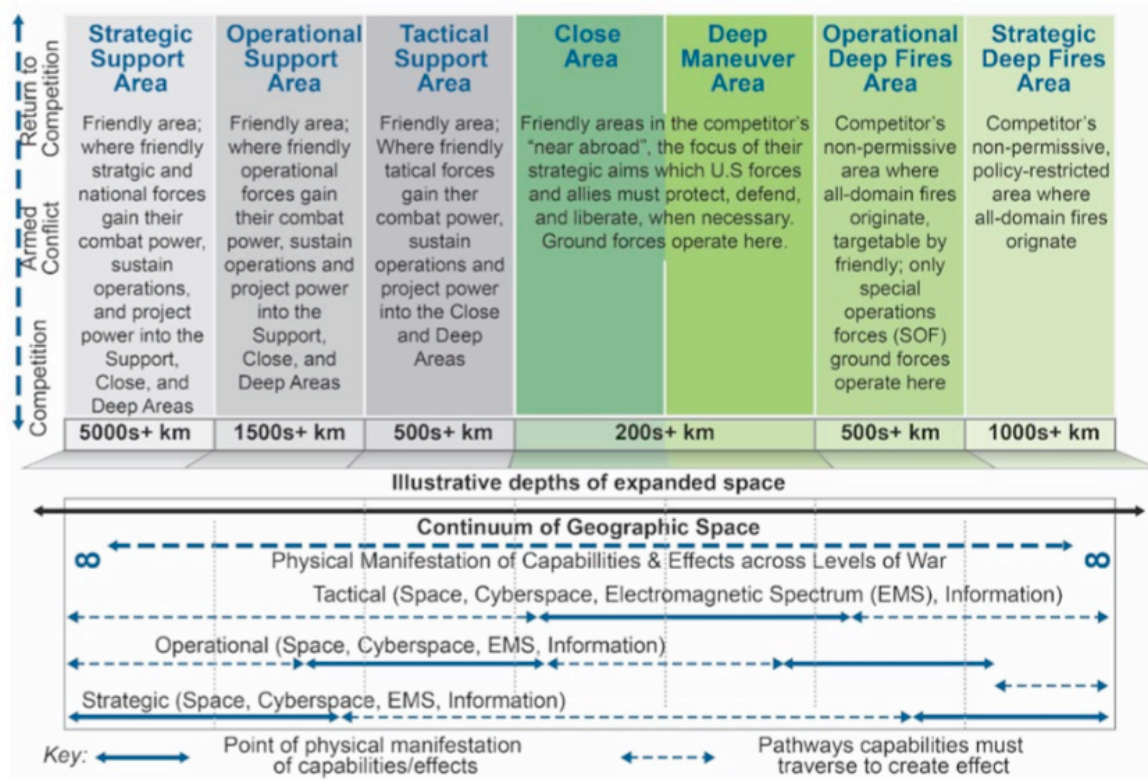 Return to
Competition
Armed
Conflict
Competition
Strategic
Support
Area
Friendly area;
where friendly
stratgic and
national forces
gain their
combat power,
sustain
operations,
and project
power into the
Support,
Close, and
Deep Areas
Operational
Support
Area
Friendly area;
where friendly
operational
forces gain
their combat
power, sustain
operations and
project power
into the
Support,
Close, and
Deep Areas
Tactical
Support
Area
Friendly area;
Where friendly
tatical forces
gain ther
combat power,
sustain
operations and
project power
into the Close
and Deep
Areas
Close
Area
Deep
Maneuver
Area
Friendly areas in the competitor's
"near abroad", the focus of their
strategic aims which U.S forces
and allies must protect, defend,
and liberate, when necessary.
Ground forces operate here.
Operational
Deep Fires
Area
Competitor's
non-permissive
area where
all-domain fires
originate,
targetable by
friendly; only
special
operations
forces (SOF)
ground forces
operate here
Strategic
Deep Fires
Area
Competitor's
non-permissive,
policy-restricted
area where
all-domain fires
orignate
5000s+ km
1500s+ km
500s+ km
200s+ km
500s+ km
1000s+ km
Illustrative depths of expanded space
Continuum of Geographic Space
8
Physical Manifestation of Capabillities & Effects across Levels of War
8
Tactical (Space, Cyberspace, Electromagnetic Spectrum (EMS), Information)
Operational (Space, Cyberspace, EMS, Information)
Strategic (Space, Cyberspace, EMS, Information)
Key:
Point of physical manifestation
of capabilities/effects
Pathways capabilities must
traverse to create effect